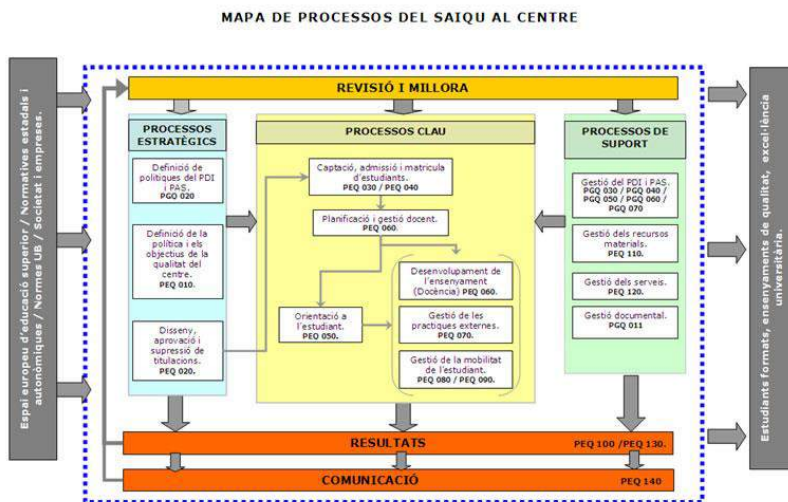 MAPA DE PROCESSOS DEL SAIQU AL CENTRE
Espai europeu d'educació superior / Normatives estadals i
autonòmiques / Normes UB / Societat i empreses.
REVISIÓ I MILLORA
PROCESSOS
ESTRATÈGICS
Definició de
polítiques del PDI
i PAS.
PGQ 020
Definició de la
política i els
objectius de la
qualitat del
centre.
PEQ 010.
Disseny,
aprovació i
supressió de
titulacions.
PEQ 020.
PROCESSOS CLAU
Captació, admissió i matricula
d'estudiants.
PEQ 030 / PEQ 040
Planificació i gestió docent.
PEQ 060.
Desenvolupament de
l'ensenyament
(Docència) PEQ 060.
Orientació a
l'estudiant.
PEQ 050.
Gestió de les
practiques externes.
PEQ 070.
Gestió de la mobilitat
de l'estudiant.
PEQ 080 / PEQ 090.
PROCESSOS DE
SUPORT
Gestió del PDI i PAS.
PGQ 030 / PGQ 040 /
PGQ 050 / PGQ 060 /
PGQ 070
Gestió dels recursos
materials.
PEQ 110.
Gestió dels serveis.
PEQ 120.
Gestió documental.
PGQ 011
RESULTATS
PEQ 100 /PEQ 130.
COMUNICACIÓ
PEQ 140
Estudiants formats, ensenyaments de qualitat, excel·lència
universitària.